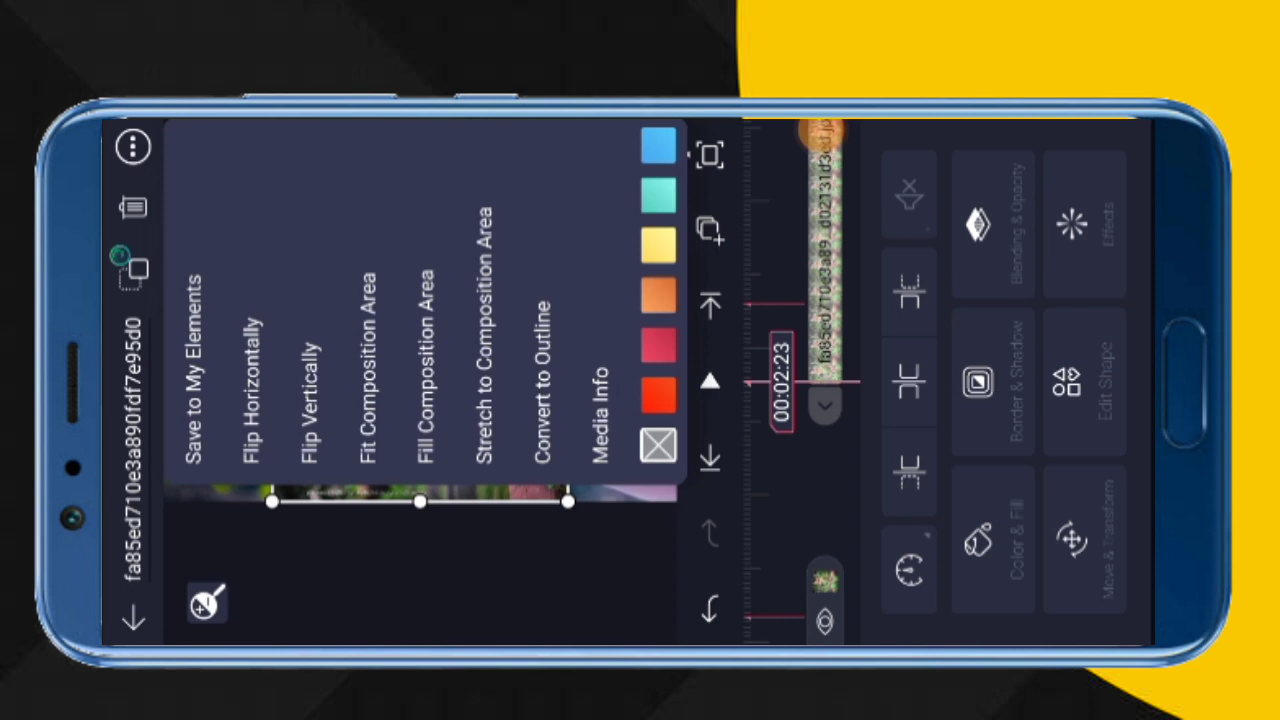 fa85ed710e3a890fdf7e95d0
Save to My Elements
Flip Horizontally
Flip Vertically
Fit Composition Area
Fill Composition Area
Stretch to Composition Area
Convert to Outline
Media Info
00:02:23
Color & Fill
Border & Shadow
Blending & Opacity
Move & Transform
Edit Shape
Effects